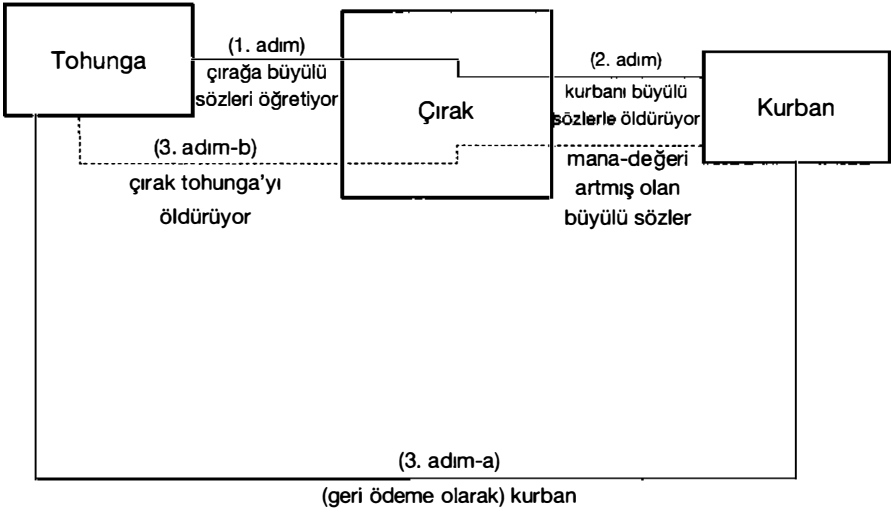 Tohunga
(1. adım)
çırağa büyülü
sözleri öğretiyor
Çırak
(2. adım)
kurbanı büyülü
sözlerle öldürüyor
Kurban
(3. adım-b)
çırak tohunga'yı
öldürüyor
mana-değeri
artmış olan
büyülü sözler
(3. adım-a)
(geri ödeme olarak) kurban